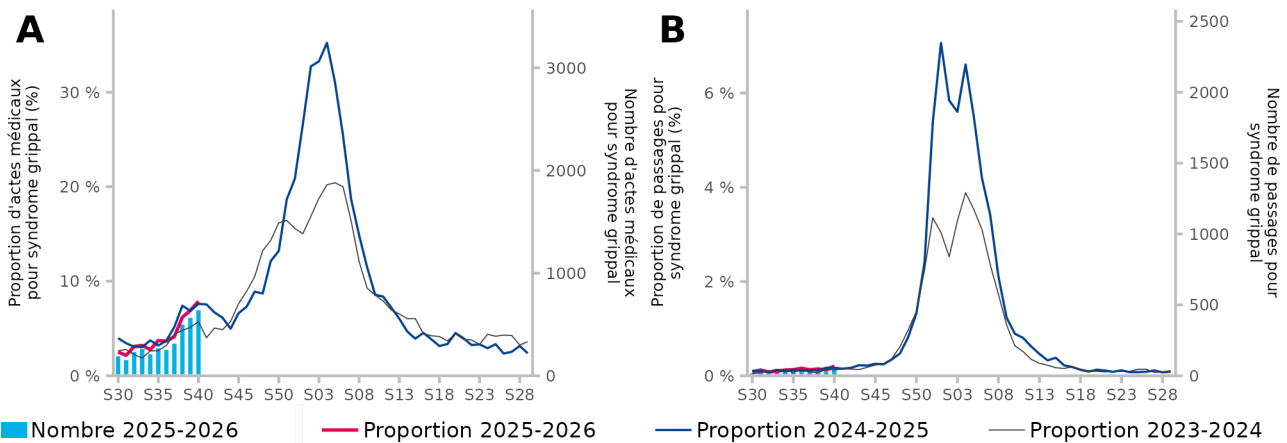 A
Proportion d'actes médicaux
pour syndrome grippal (%)
30 %
20 %
10 %
0 %
3000
2000
1000
0
Nombre d'actes médicaux
pour syndrome grippal
S30
S35
S40
S45
S50
S03
S08
S13
S18
S23
S28
B
Proportion de passages pour
syndrome grippal (%)
6 %
4 %
2 %
0 %
2500
2000
1500
1000
500
0
Nombre de passages pour
syndrome grippal
S30
S35
S40
S45
S50
S03
S08
S13
S18
S23
S28
Nombre 2025-2026
Proportion 2025-2026
Proportion 2024-2025
Proportion 2023-2024